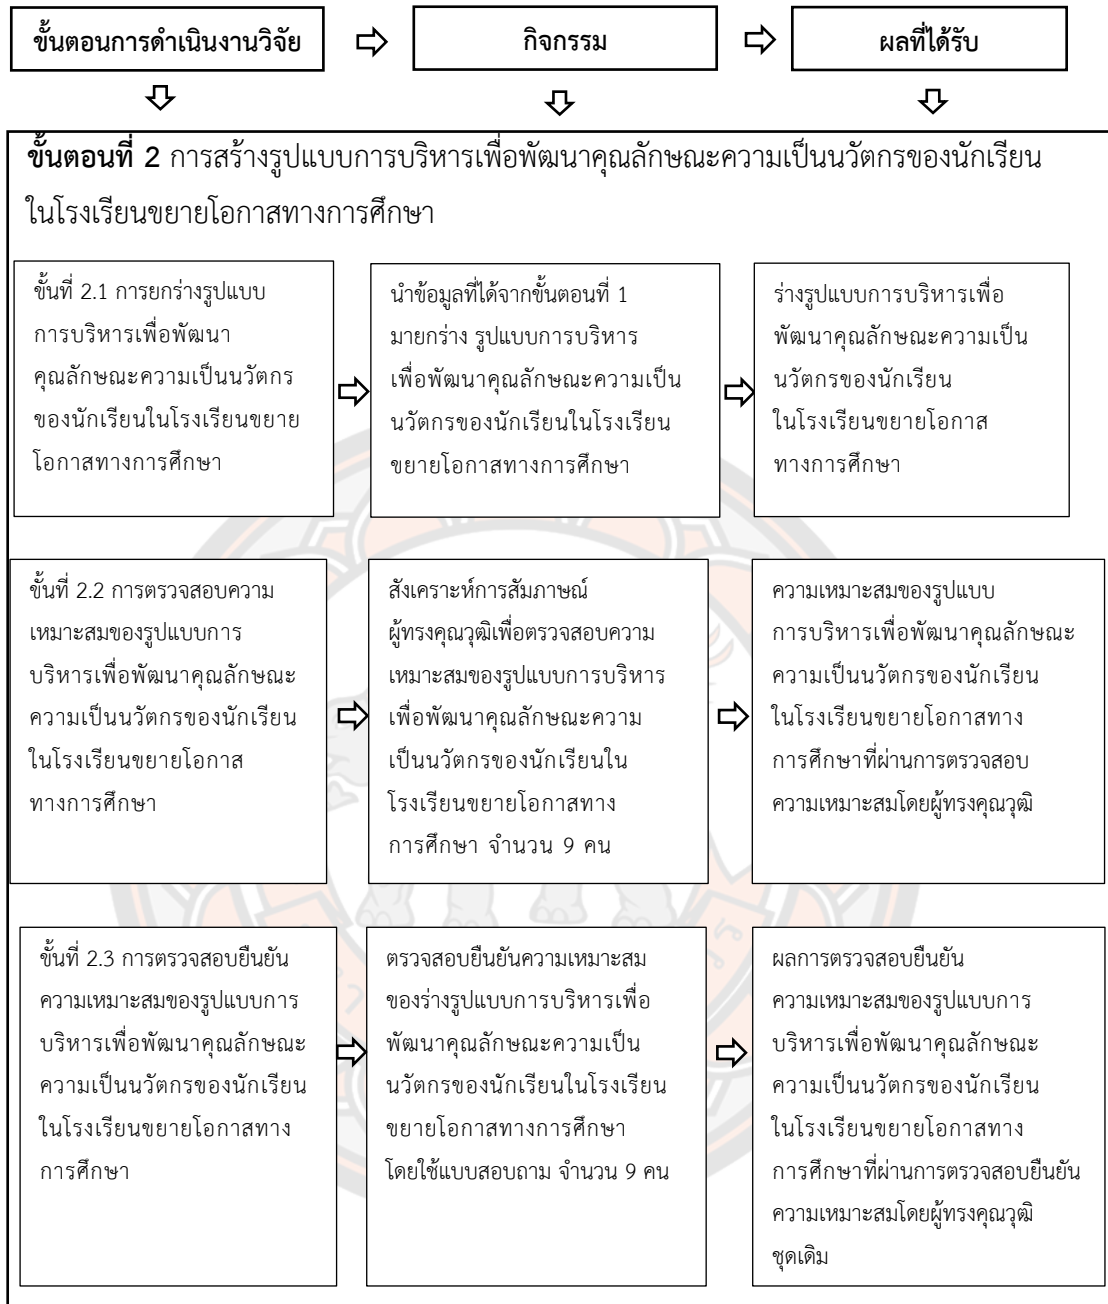 ขั้นตอนการดำเนินงานวิจัย
กิจกรรม
ผลที่ได้รับ
ขั้นตอนที่ 2 การสร้างรูปแบบการบริหารเพื่อพัฒนาคุณลักษณะความเป็นนวัตกรของนักเรียน
ในโรงเรียนขยายโอกาสทางการศึกษา
ขั้นที่ 2.1 การยกร่างรูปแบบ
การบริหารเพื่อพัฒนา
คุณลักษณะความเป็นนวัตกร
ของนักเรียนในโรงเรียนขยาย
โอกาสทางการศึกษา
นำข้อมูลที่ได้จากขั้นตอนที่ 1
มายกร่าง รูปแบบการบริหาร
เพื่อพัฒนาคุณลักษณะความเป็น
นวัตกรของนักเรียนในโรงเรียน
ขยายโอกาสทางการศึกษา
ร่างรูปแบบการบริหารเพื่อ
พัฒนาคุณลักษณะความเป็น
นวัตกรของนักเรียน
ในโรงเรียนขยายโอกาส
ทางการศึกษา
ขั้นที่ 2.2 การตรวจสอบความ
เหมาะสมของรูปแบบการ
บริหารเพื่อพัฒนาคุณลักษณะ
ความเป็นนวัตกรของนักเรียน
ในโรงเรียนขยายโอกาส
ทางการศึกษา
สังเคราะห์การสัมภาษณ์
ผู้ทรงคุณวุฒิเพื่อตรวจสอบความ
เหมาะสมของรูปแบบการบริหาร
เพื่อพัฒนาคุณลักษณะความ
เป็นนวัตกรของนักเรียนใน
โรงเรียนขยายโอกาสทาง
การศึกษา จำนวน 9 คน
ความเหมาะสมของรูปแบบ
การบริหารเพื่อพัฒนาคุณลักษณะ
ความเป็นนวัตกรของนักเรียน
ในโรงเรียนขยายโอกาสทาง
การศึกษาที่ผ่านการตรวจสอบ
ความเหมาะสมโดยผู้ทรงคุณวุฒิ
ขั้นที่ 2.3 การตรวจสอบยืนยัน
ความเหมาะสมของรูปแบบการ
บริหารเพื่อพัฒนาคุณลักษณะ
ความเป็นนวัตกรของนักเรียน
ในโรงเรียนขยายโอกาสทาง
การศึกษา
ตรวจสอบยืนยันความเหมาะสม
ของร่างรูปแบบการบริหารเพื่อ
พัฒนาคุณลักษณะความเป็น
นวัตกรของนักเรียนในโรงเรียน
ขยายโอกาสทางการศึกษา
โดยใช้แบบสอบถาม จำนวน 9 คน
ผลการตรวจสอบยืนยัน
ความเหมาะสมของรูปแบบการ
บริหารเพื่อพัฒนาคุณลักษณะ
ความเป็นนวัตกรของนักเรียน
ในโรงเรียนขยายโอกาสทาง
การศึกษาที่ผ่านการตรวจสอบยืนยัน
ความเหมาะสมโดยผู้ทรงคุณวุฒิ
ชุดเดิม